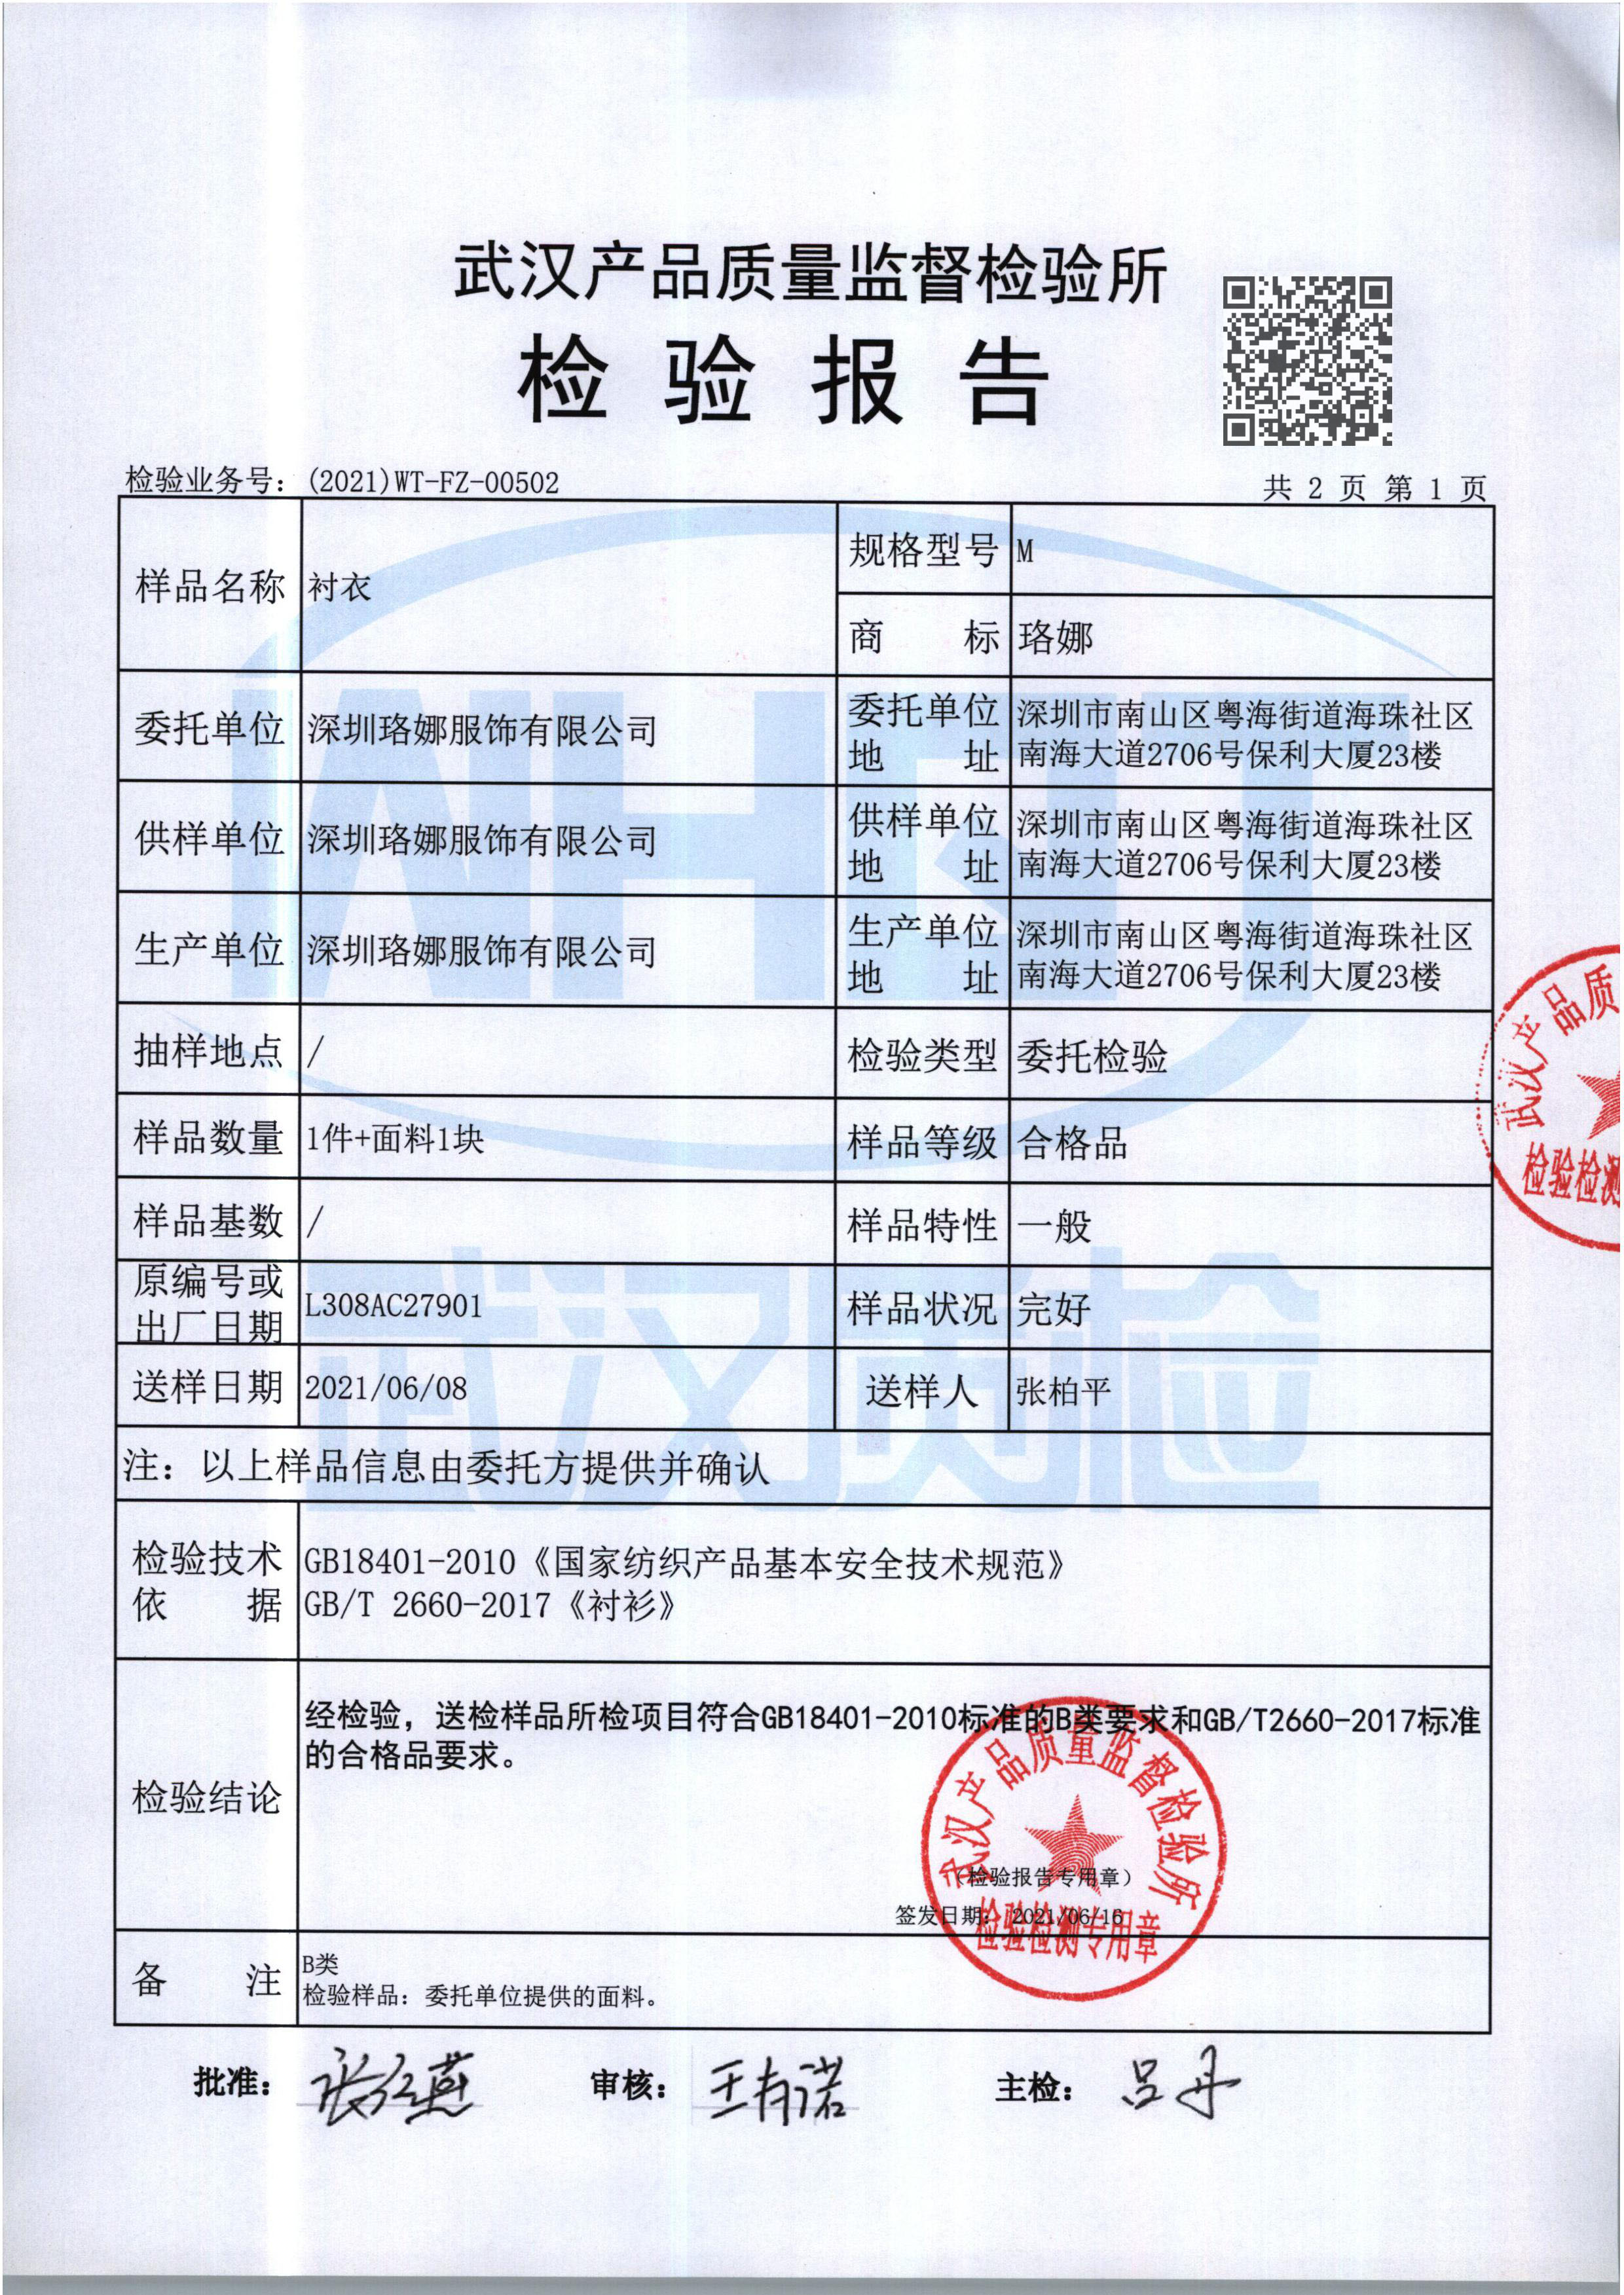 武汉产品质量监督检验所
检验报告
检验业务号：(2021)WT-FZ-00502
共 2 页 第 1 页
样品名称 衬衣 规格型号 M
商标 珞娜
委托单位 深圳珞娜服饰有限公司 委托单位地址 深圳市南山区粤海街道海珠社区
南海大道2706号保利大厦23楼
供样单位 深圳珞娜服饰有限公司 供样单位地址 深圳市南山区粤海街道海珠社区
南海大道2706号保利大厦23楼
生产单位 深圳珞娜服饰有限公司 生产单位地址 深圳市南山区粤海街道海珠社区
南海大道2706号保利大厦23楼
抽样地点 / 检验类型 委托检验
样品数量 1件+面料1块 样品等级 合格品
样品基数 / 样品特性 一般
原编号或出厂日期 L308AC27901 样品状况 完好
送样日期 2021/06/08 送样人 张柏平
注：以上样品信息由委托方提供并确认
检验技术依据 GB18401-2010《国家纺织产品基本安全技术规范》
GB/T 2660-2017《衬衫》
检验结论 经检验，送检样品所检项目符合GB18401-2010标准的B类要求和GB/T2660-2017标准
的合格品要求。
武汉产品质量监督检验所
（检验报告专用章）
签发日期：2021/06/16
检验检测专用章
备注 B类
检验样品：委托单位提供的面料。
批准：张红燕 审核：王有诺 主检：吕丹
武汉产品质
检验检测
武汉质检